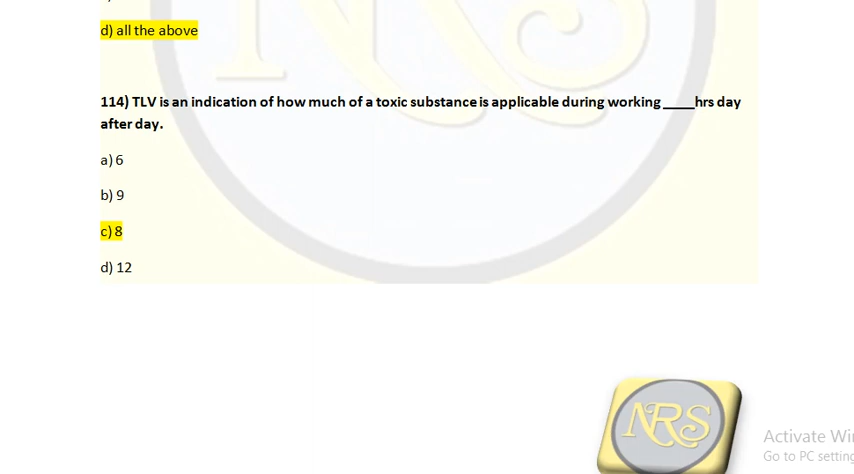 d) all the above
114) TLV is an indication of how much of a toxic substance is applicable during working ____hrs day
after day.
a) 6
b) 9
c) 8
d) 12
NRS
NRS
Activate Wi
Go to PC setting